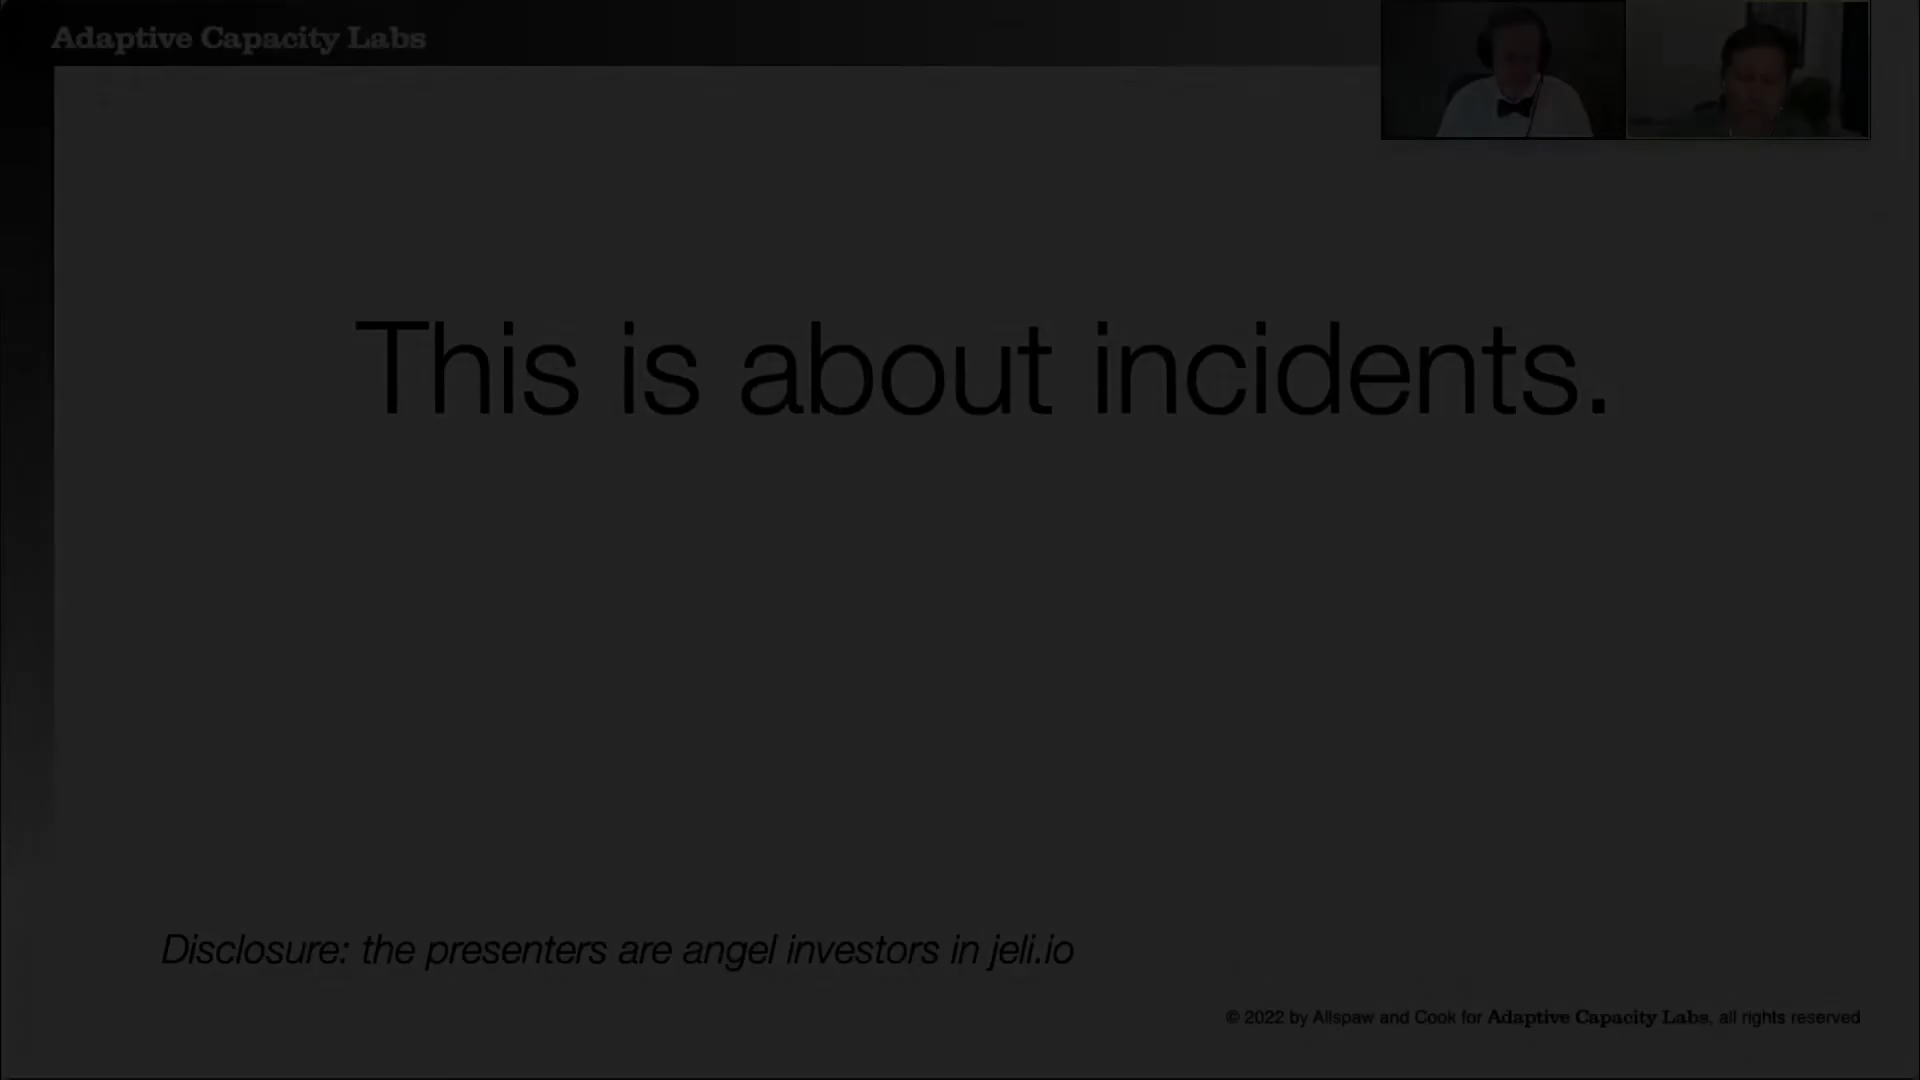 Adaptive Capacity Labs
This is about incidents.
Disclosure: the presenters are angel investors in jeli.io
© 2022 by Allspaw and Cook for Adaptive Capacity Labs, all rights reserved